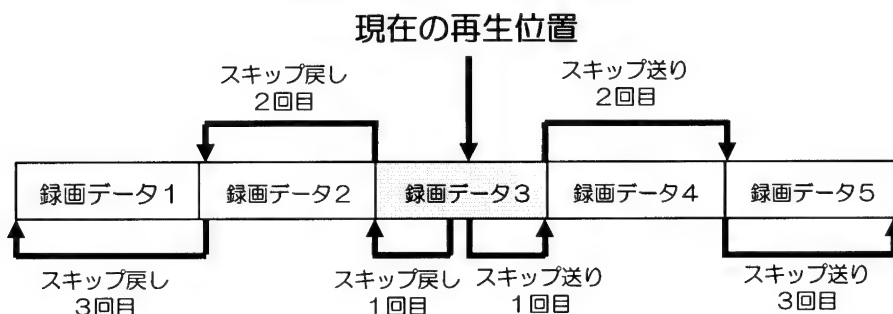 現在の再生位置
スキップ戻し
2回目
スキップ送り
2回目
録画データ1
録画データ2
録画データ3
録画データ4
録画データ5
スキップ戻し
3回目
スキップ戻し
1回目
スキップ送り
1回目
スキップ送り
3回目